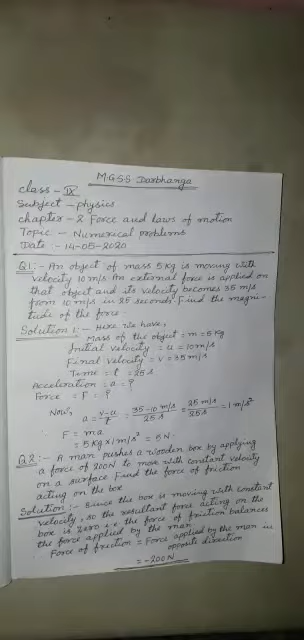 M.G.S.S. Darbhanga
class - IX
Subject - physics
chapter - 2 Force and laws of motion
Topic - Numerical problems
Date :- 14-05-2020
Q1:- An object of mass 5kg is moving with
velocity 10 m/s. An external force is applied on
that object and its velocity becomes 35 m/s
from 10 m/s in 25 seconds. Find the magni-
tude of the force.
Solution 1:- Here we have,
Mass of the object = m = 5 kg
Initial velocity = u = 10 m/s
Final velocity = v = 35 m/s
Time = t = 25 s
Acceleration = a = ?
Force = F = ?
Now, a = v-u/t = 35-10 m/s/25 s = 25 m/s/25 s = 1 m/s²
F = ma
= 5 kg x 1 m/s² = 5 N
Q2:- A man pushes a wooden box by applying
a force of 200N to move with constant velocity
on a surface. Find the force of friction
acting on the box
Solution:- Since the box is moving with constant
velocity, so the resultant force acting on the
box is zero i.e the force of friction balances
the force applied by the man.
Force of friction = Force applied by the man in
opposite direction
= -200N